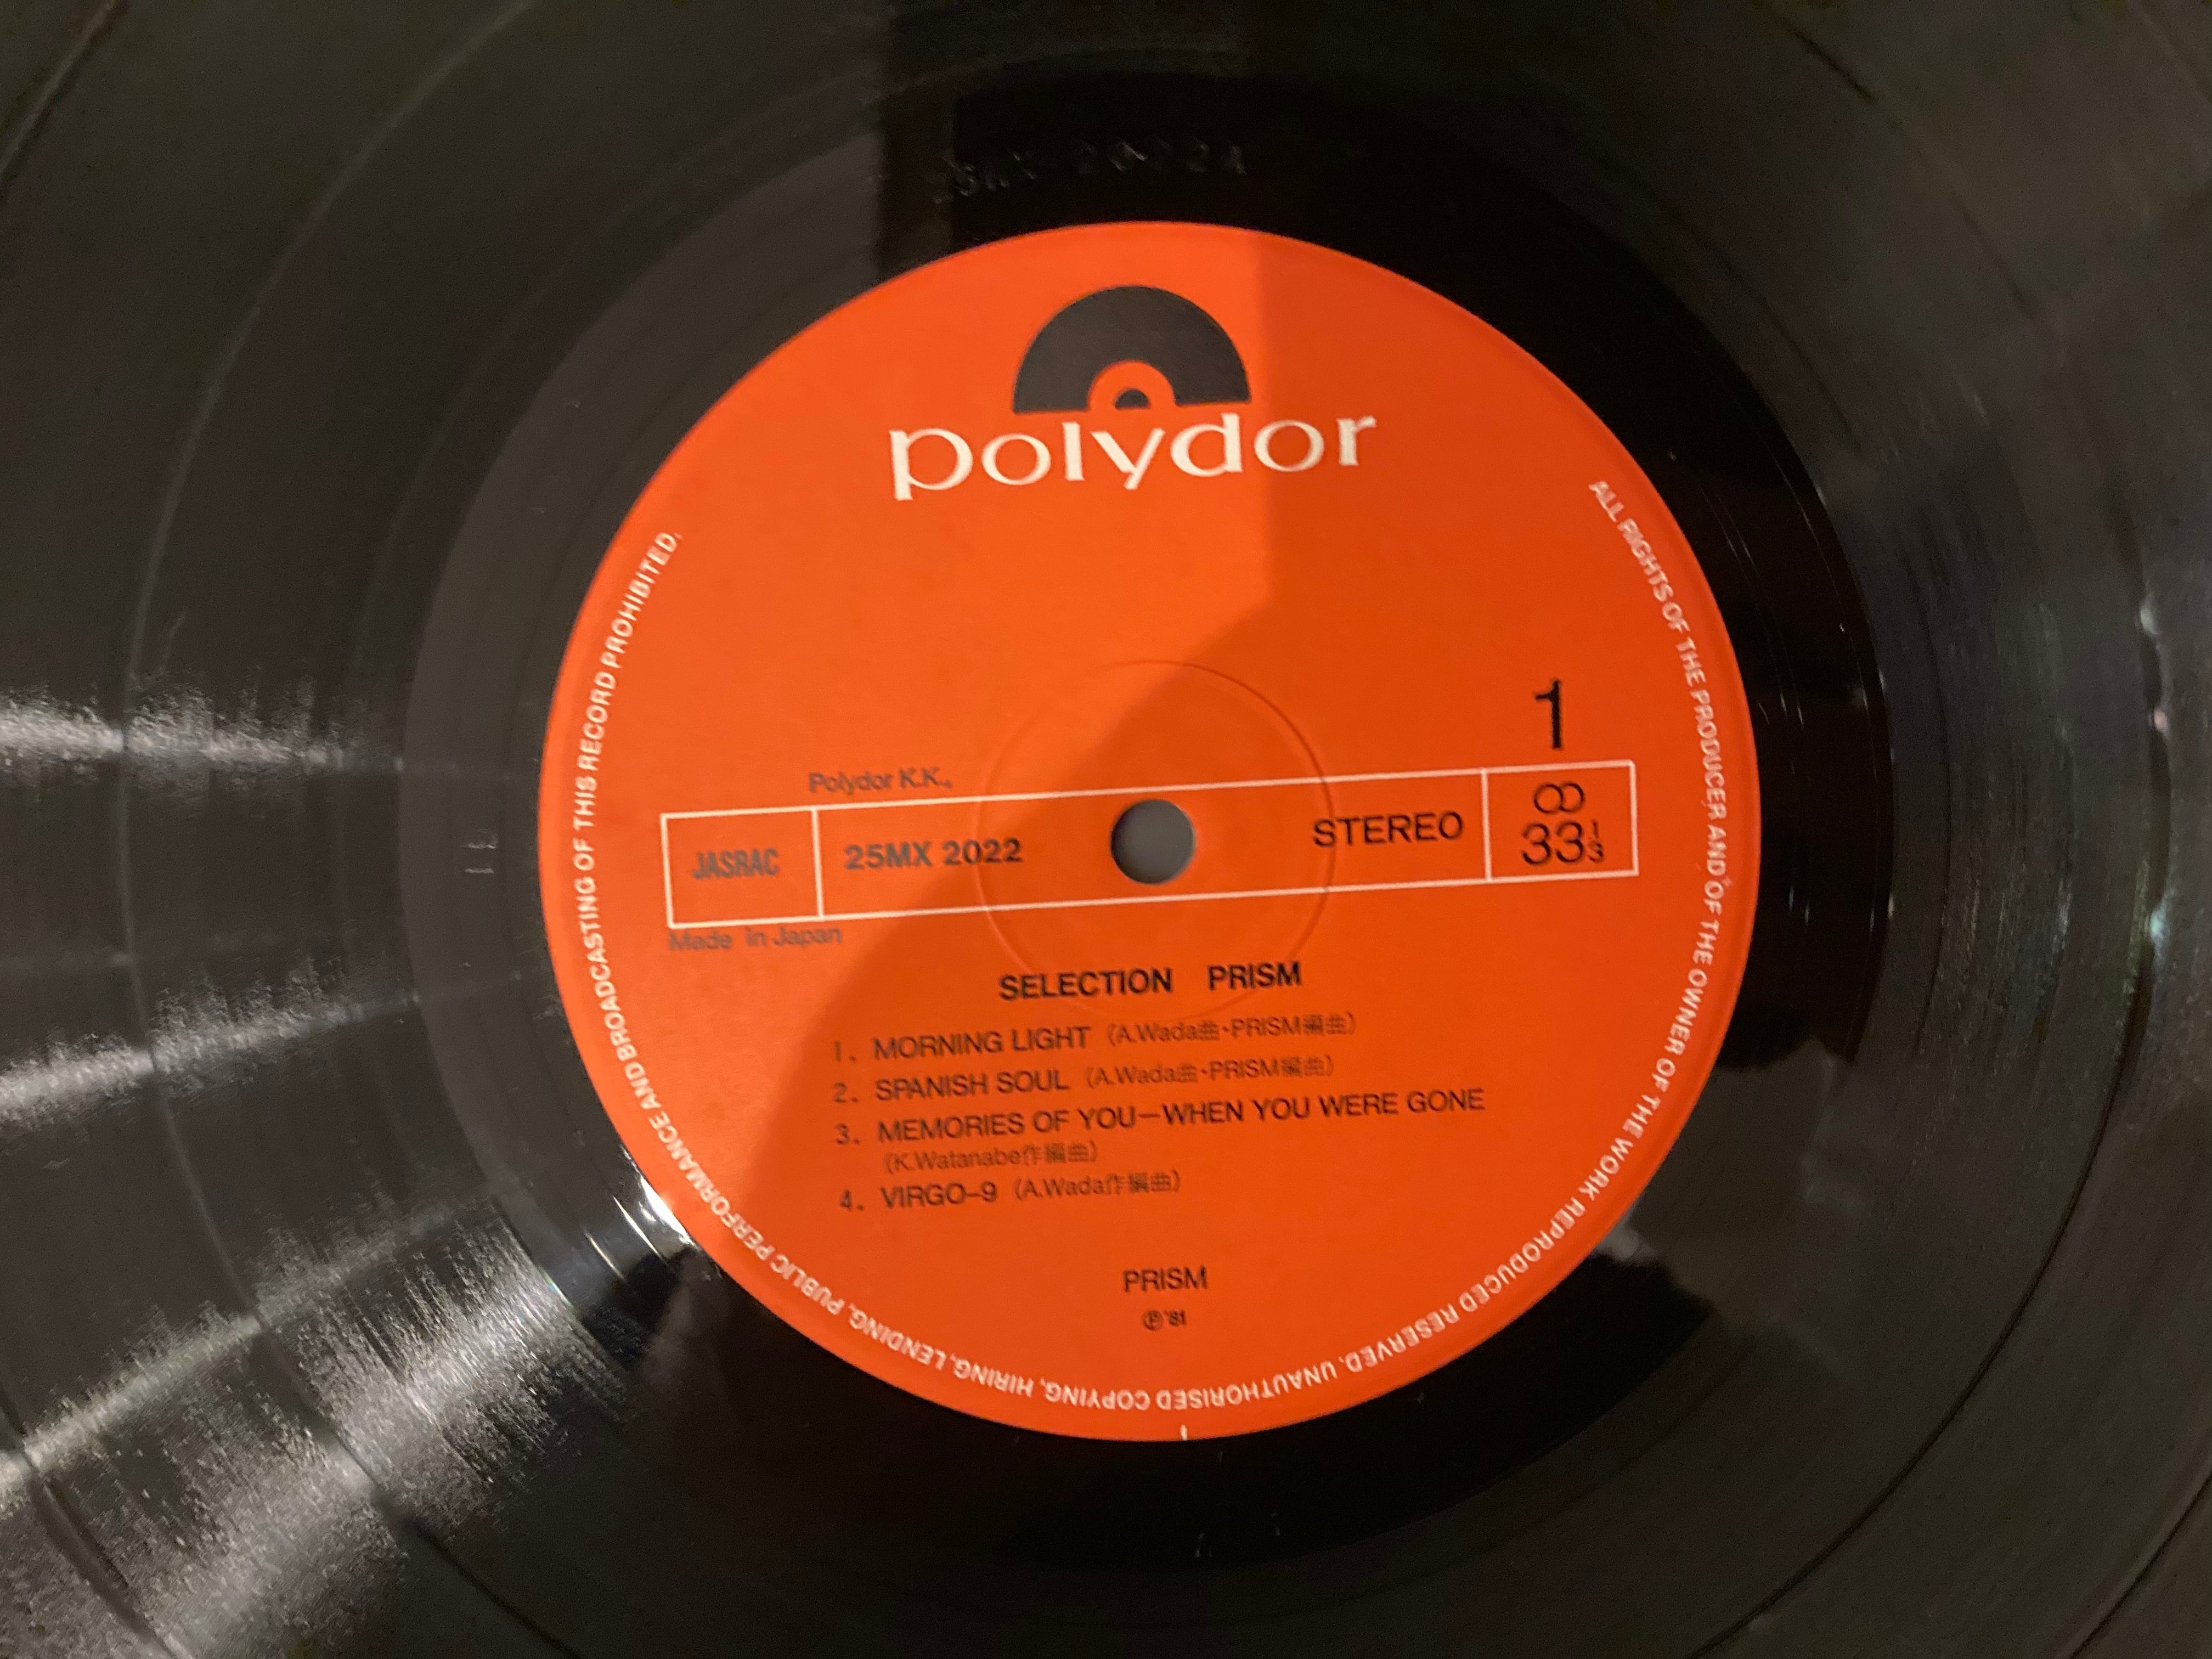 polydor
1
Polydor K.K.,
JASRAC 25MX 2022 STEREO ∞ 33⅓
Made in Japan
SELECTION PRISM
1. MORNING LIGHT (A.Wada曲・PRISM編曲)
2. SPANISH SOUL (A.Wada曲・PRISM編曲)
3. MEMORIES OF YOU—WHEN YOU WERE GONE
(K.Watanabe作編曲)
4. VIRGO–9 (A.Wada作編曲)
PRISM
Ⓟ'81
ALL RIGHTS OF THE PRODUCER AND OF THE OWNER OF THE WORK REPRODUCED RESERVED. UNAUTHORISED COPYING, HIRING, LENDING, PUBLIC PERFORMANCE AND BROADCASTING OF THIS RECORD PROHIBITED.